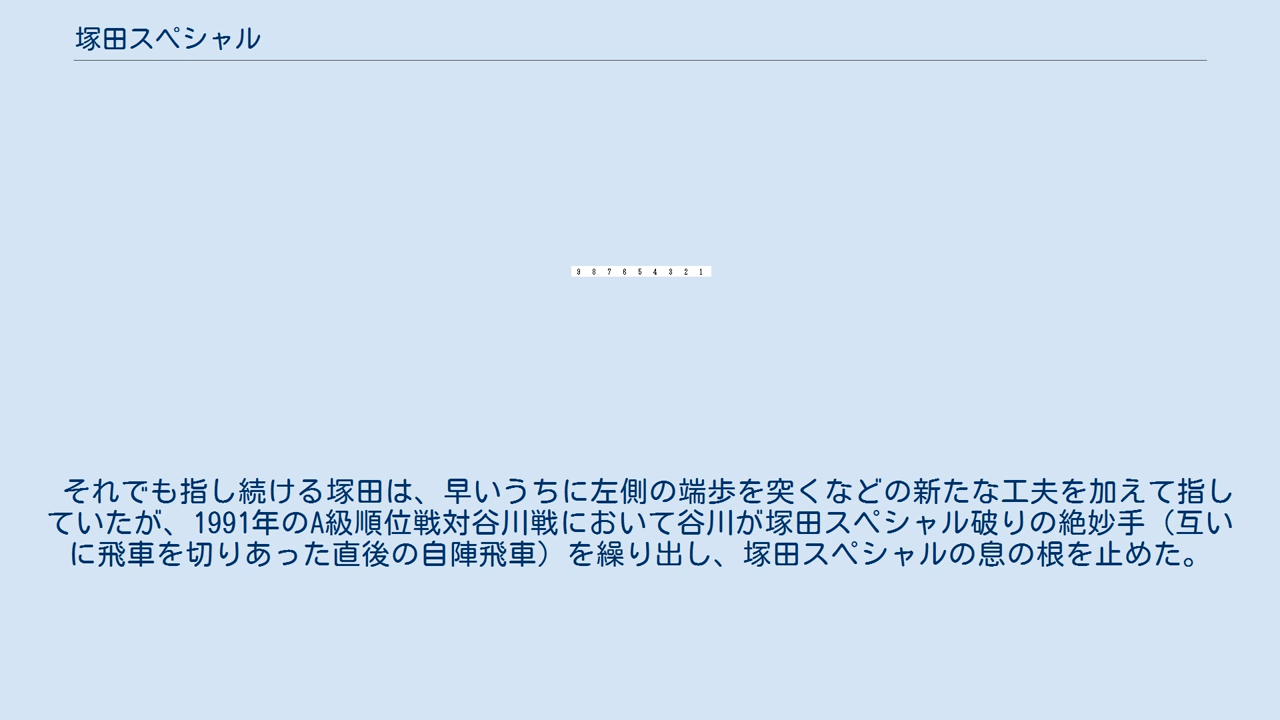 塚田スペシャル
9 8 7 6 5 4 3 2 1
それでも指し続ける塚田は、早いうちに左側の端歩を突くなどの新たな工夫を加えて指し
ていたが、1991年のA級順位戦対谷川戦において谷川が塚田スペシャル破りの絶妙手（互い
に飛車を切りあった直後の自陣飛車）を繰り出し、塚田スペシャルの息の根を止めた。